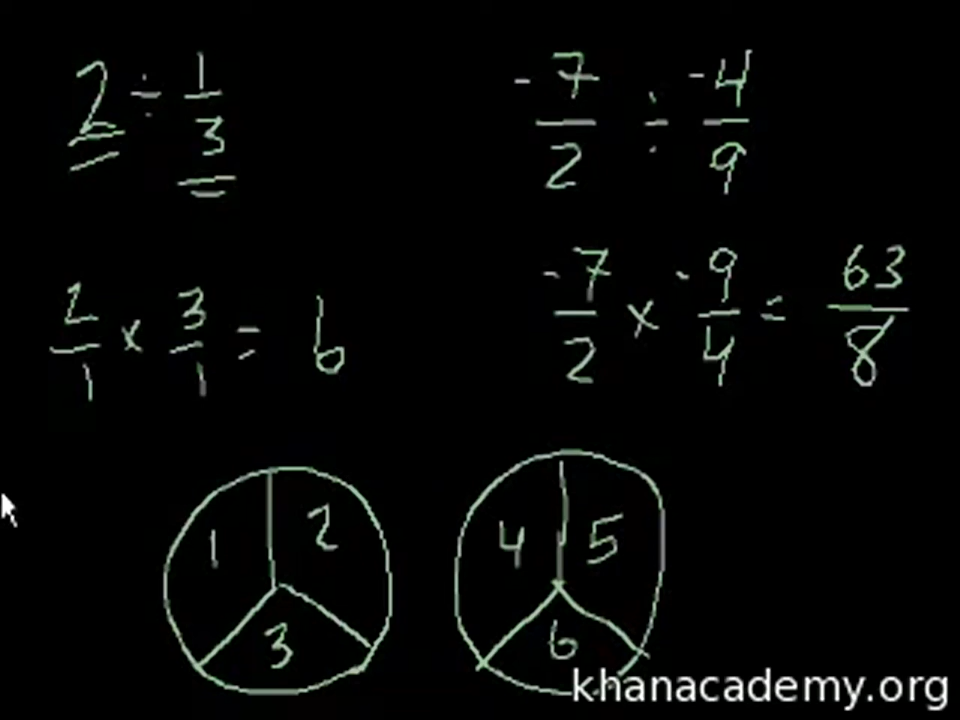 2 ÷ 1/3
2/1 × 3/1 = 6
-7/2 ÷ -4/9
-7/2 × -9/4 = 63/8
1 2
3
4 5
6
khanacademy.org